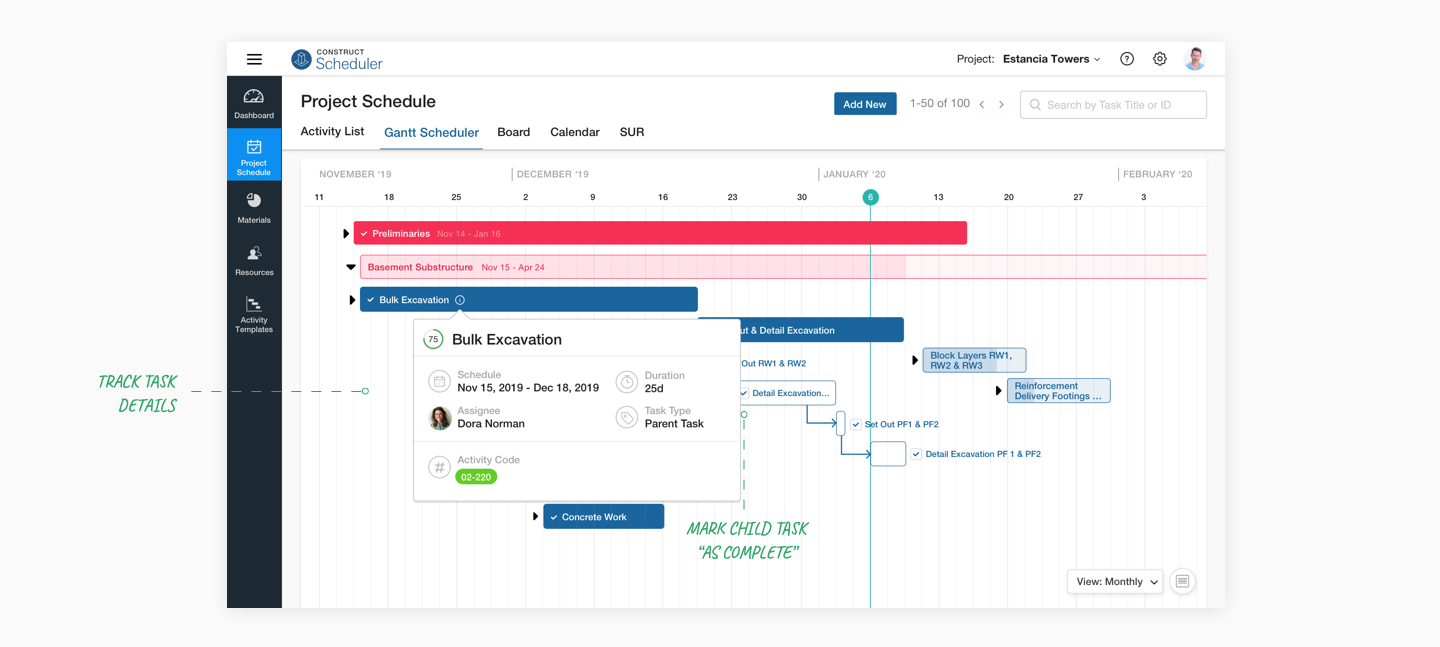 CONSTRUCT
Scheduler
Project: Estancia Towers
Dashboard
Project
Schedule
Materials
Resources
Activity
Templates
Project Schedule
Add New
1-50 of 100
Search by Task Title or ID
Activity List
Gantt Scheduler
Board
Calendar
SUR
NOVEMBER ‘19
DECEMBER ‘19
JANUARY ‘20
FEBRUARY ‘20
11 18 25 2 9 16 23 30 6 13 20 27 3
Preliminaries Nov 14 - Jan 16
Basement Substructure Nov 15 - Apr 24
Bulk Excavation
ut & Detail Excavation
Out RW1 & RW2
Block Layers RW1,
RW2 & RW3
Detail Excavation...
Reinforcement
Delivery Footings ...
Set Out PF1 & PF2
Detail Excavation PF 1 & PF2
75
Bulk Excavation
Schedule
Nov 15, 2019 - Dec 18, 2019
Duration
25d
Assignee
Dora Norman
Task Type
Parent Task
Activity Code
02-220
Concrete Work
TRACK TASK
DETAILS
MARK CHILD TASK
“AS COMPLETE”
View: Monthly